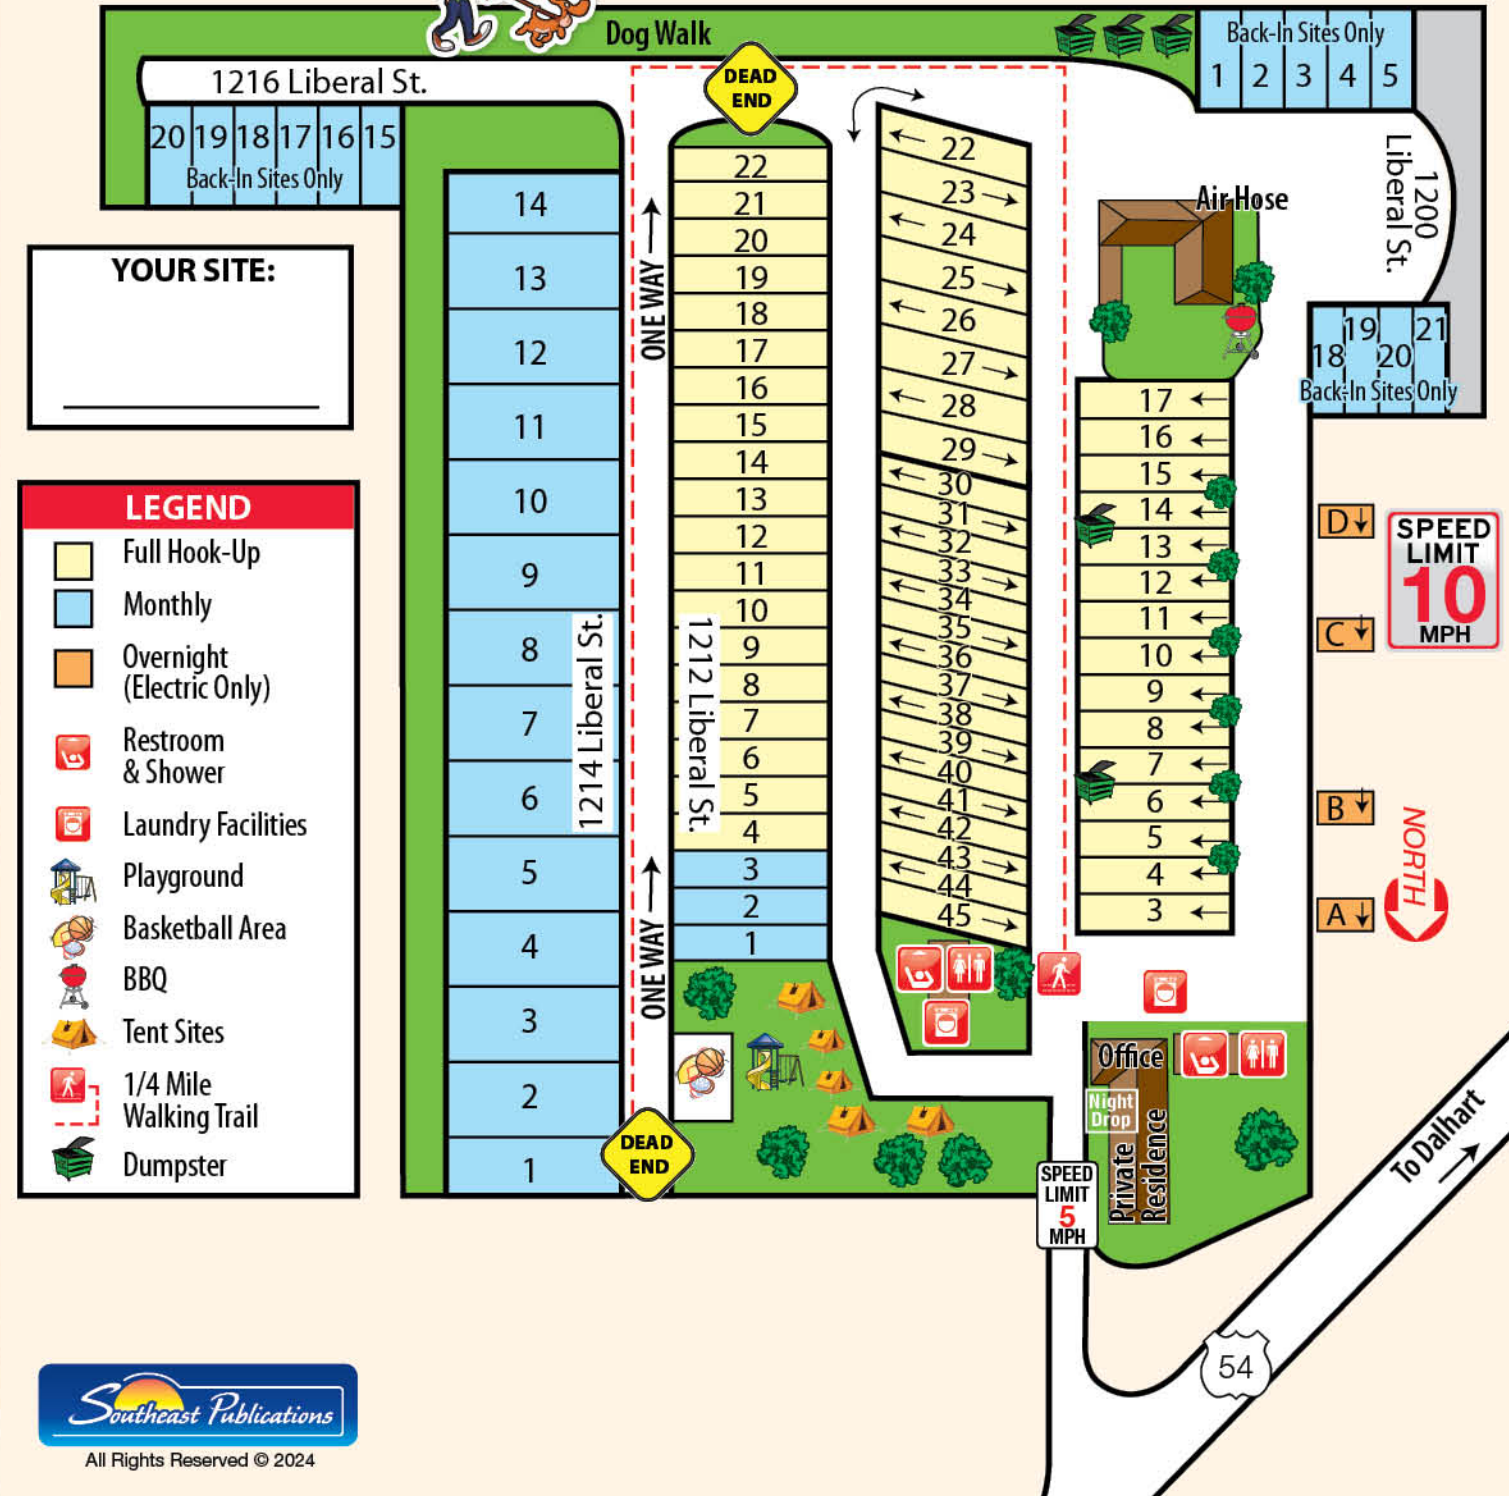 Dog Walk
1216 Liberal St.
DEAD
END
Back-In Sites Only
1 2 3 4 5
20 19 18 17 16 15
Back-In Sites Only
1200
Liberal St.
Air Hose
18 19 20 21
Back-In Sites Only
YOUR SITE:
LEGEND
Full Hook-Up
Monthly
Overnight
(Electric Only)
Restroom
& Shower
Laundry Facilities
Playground
Basketball Area
BBQ
Tent Sites
1/4 Mile
Walking Trail
Dumpster
14
13
12
11
10
9
8
7
6
5
4
3
2
1
1214 Liberal St.
ONE WAY
ONE WAY
DEAD
END
22
21
20
19
18
17
16
15
14
13
12
11
10
9
8
7
6
5
4
3
2
1
1212 Liberal St.
22
23
24
25
26
27
28
29
30
31
32
33
34
35
36
37
38
39
40
41
42
43
44
45
17
16
15
14
13
12
11
10
9
8
7
6
5
4
3
D
C
B
A
SPEED
LIMIT
10
MPH
NORTH
Office
Night
Drop
Private
Residence
SPEED
LIMIT
5
MPH
To Dalhart
54
Southeast Publications
All Rights Reserved © 2024